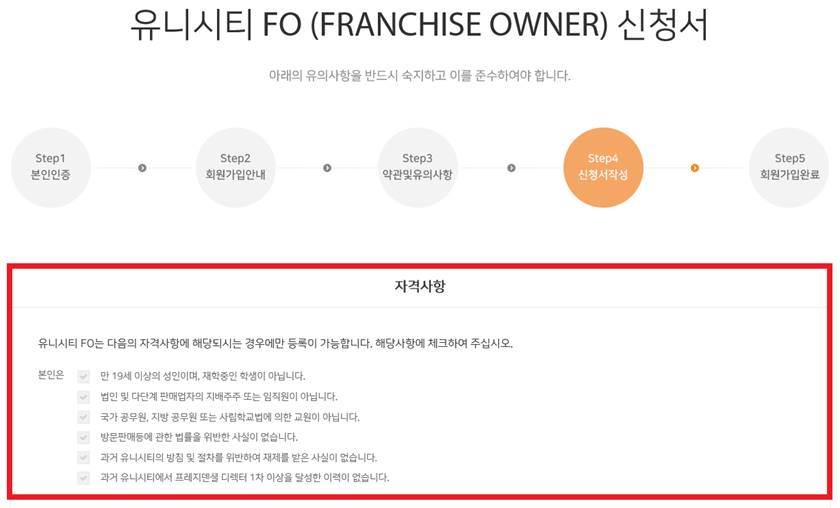 유니시티 FO (FRANCHISE OWNER) 신청서
아래의 유의사항을 반드시 숙지하고 이를 준수하여야 합니다.
Step1
본인인증
Step2
회원가입안내
Step3
약관및유의사항
Step4
신청서작성
Step5
회원가입완료
자격사항
유니시티 FO는 다음의 자격사항에 해당되시는 경우에만 등록이 가능합니다. 해당사항에 체크하여 주십시오.
본인은
만 19세 이상의 성인이며, 재학중인 학생이 아닙니다.
법인 및 다단계 판매업자의 지배주주 또는 임직원이 아닙니다.
국가 공무원, 지방 공무원 또는 사립학교법에 의한 교원이 아닙니다.
방문판매등에 관한 법률을 위반한 사실이 없습니다.
과거 유니시티의 방침 및 절차를 위반하여 재제를 받은 사실이 없습니다.
과거 유니시티에서 프레지덴셜 디렉터 1차 이상을 달성한 이력이 없습니다.